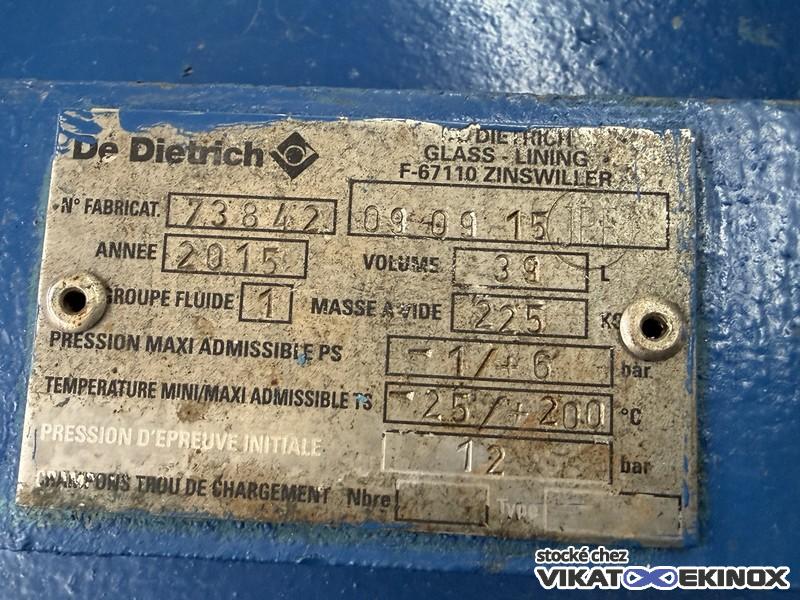 De Dietrich
DIETRICH
GLASS - LINING
F-67110 ZINSWILLER
N° FABRICAT. 73842 09 09 15
ANNÉE 2015 VOLUME 39 L
GROUPE FLUIDE 1 MASSE A VIDE 225 KG
PRESSION MAXI ADMISSIBLE PS -1/+6 bar
TEMPERATURE MINI/MAXI ADMISSIBLE TS -25/+200 °C
PRESSION D'EPREUVE INITIALE 12 bar
TROU DE CHARGEMENT Nbre Type
stocké chez
VIKAT EKINOX